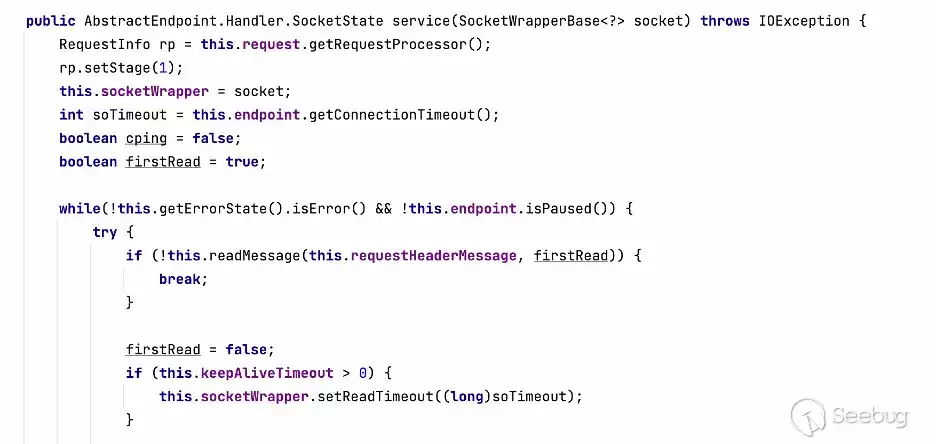 public AbstractEndpoint.Handler.SocketState service(SocketWrapperBase<?> socket) throws IOException {
    RequestInfo rp = this.request.getRequestProcessor();
    rp.setStage(1);
    this.socketWrapper = socket;
    int soTimeout = this.endpoint.getConnectionTimeout();
    boolean cping = false;
    boolean firstRead = true;

    while(!this.getErrorState().isError() && !this.endpoint.isPaused()) {
        try {
            if (!this.readMessage(this.requestHeaderMessage, firstRead)) {
                break;
            }

            firstRead = false;
            if (this.keepAliveTimeout > 0) {
                this.socketWrapper.setReadTimeout((long)soTimeout);
            }
Seebug